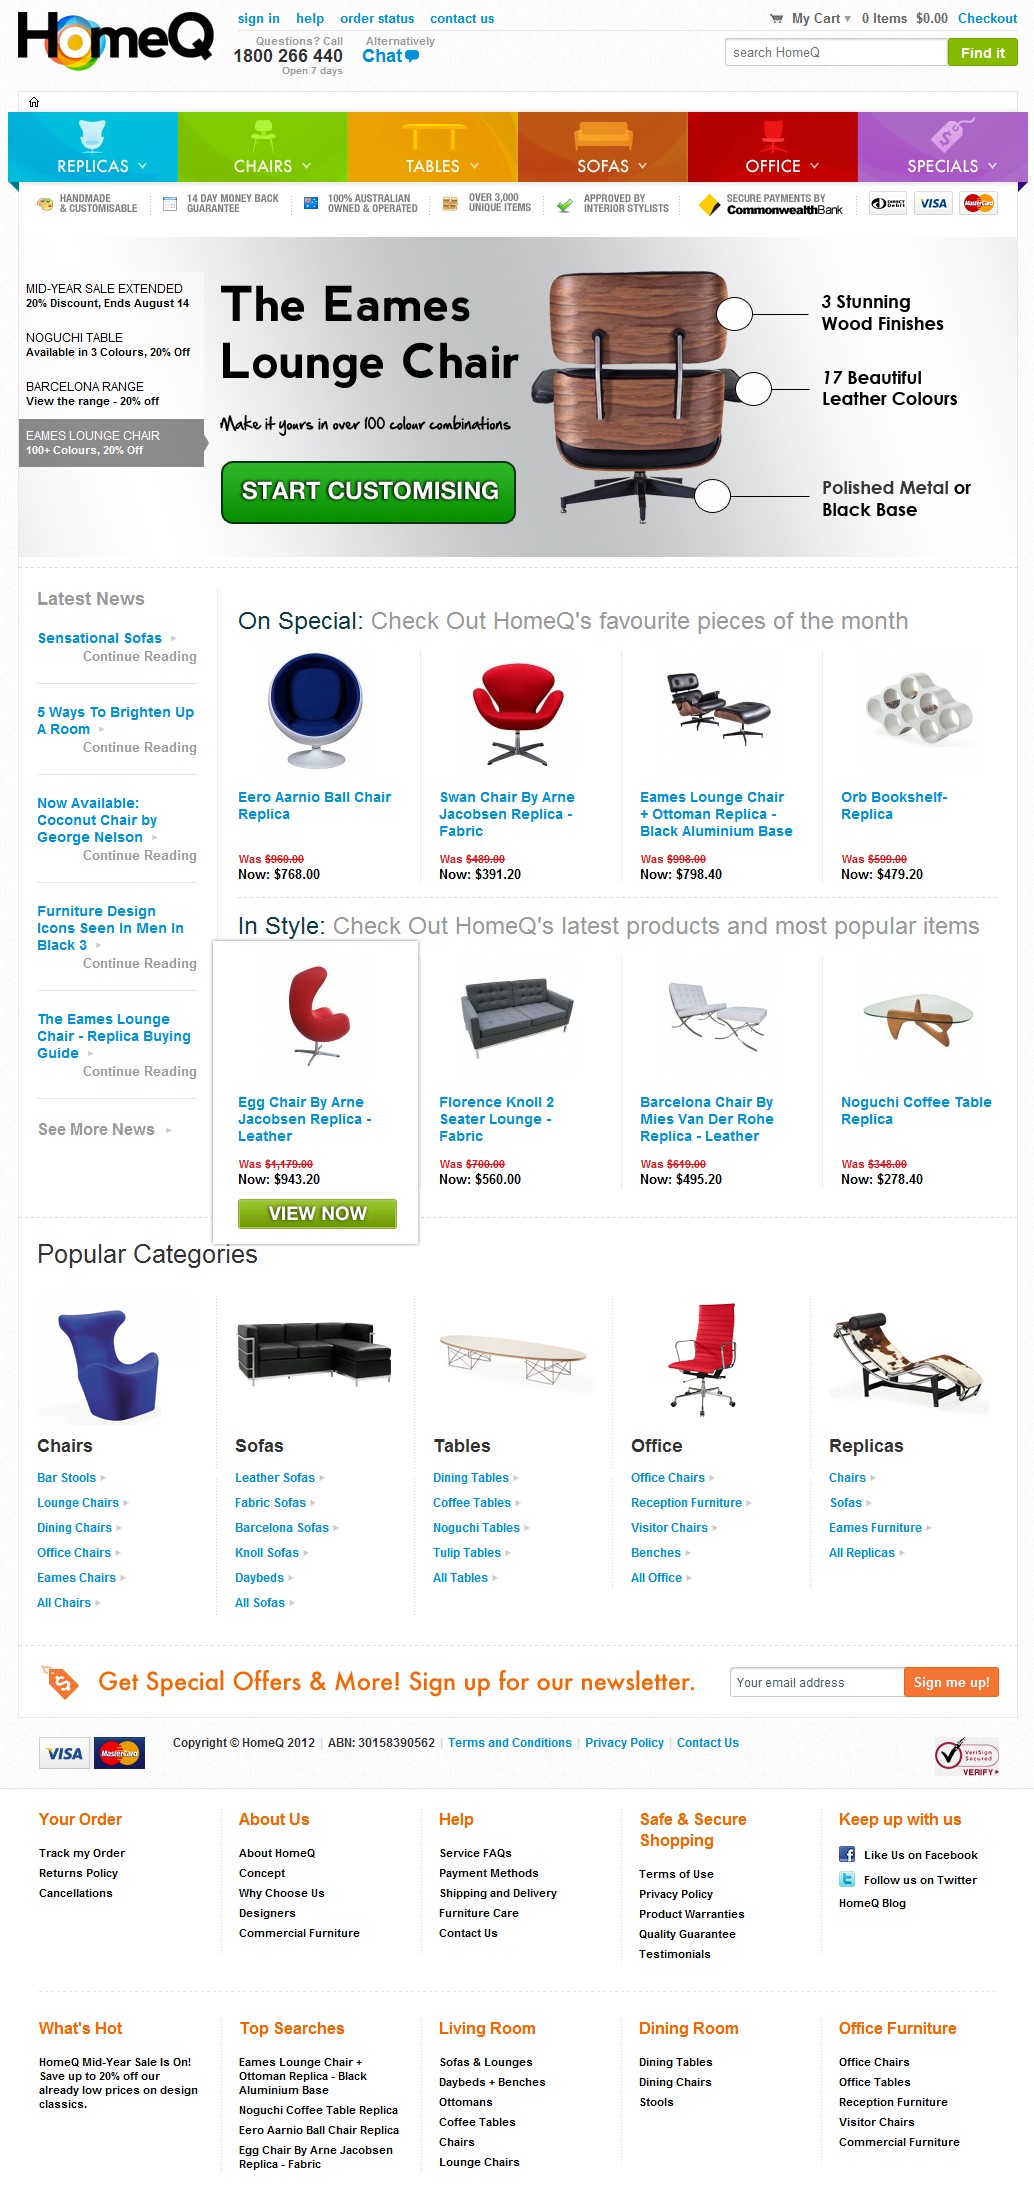 HomeQ
sign in help order status contact us
My Cart 0 Items $0.00 Checkout
Questions? Call
1800 266 440
Open 7 days
Alternatively
Chat
search HomeQ
Find it
REPLICAS CHAIRS TABLES SOFAS OFFICE SPECIALS
HANDMADE
& CUSTOMISABLE
14 DAY MONEY BACK
GUARANTEE
100% AUSTRALIAN
OWNED & OPERATED
OVER 3,000
UNIQUE ITEMS
APPROVED BY
INTERIOR STYLISTS
SECURE PAYMENTS BY
CommonwealthBank
DIRECT
Debit
VISA
MasterCard
MID-YEAR SALE EXTENDED
20% Discount, Ends August 14
NOGUCHI TABLE
Available in 3 Colours, 20% Off
BARCELONA RANGE
View the range - 20% off
EAMES LOUNGE CHAIR
100+ Colours, 20% Off
The Eames
Lounge Chair
Make it yours in over 100 colour combinations
START CUSTOMISING
3 Stunning
Wood Finishes
17 Beautiful
Leather Colours
Polished Metal or
Black Base
Latest News
Sensational Sofas
Continue Reading
5 Ways To Brighten Up
A Room
Continue Reading
Now Available:
Coconut Chair by
George Nelson
Continue Reading
Furniture Design
Icons Seen In Men In
Black 3
Continue Reading
The Eames Lounge
Chair - Replica Buying
Guide
Continue Reading
See More News
On Special: Check Out HomeQ's favourite pieces of the month
Eero Aarnio Ball Chair
Replica
Was $960.00
Now: $768.00
Swan Chair By Arne
Jacobsen Replica -
Fabric
Was $489.00
Now: $391.20
Eames Lounge Chair
+ Ottoman Replica -
Black Aluminium Base
Was $998.00
Now: $798.40
Orb Bookshelf-
Replica
Was $599.00
Now: $479.20
In Style: Check Out HomeQ's latest products and most popular items
Egg Chair By Arne
Jacobsen Replica -
Leather
Was $1,179.00
Now: $943.20
VIEW NOW
Florence Knoll 2
Seater Lounge -
Fabric
Was $700.00
Now: $560.00
Barcelona Chair By
Mies Van Der Rohe
Replica - Leather
Was $619.00
Now: $495.20
Noguchi Coffee Table
Replica
Was $348.00
Now: $278.40
Popular Categories
Chairs
Bar Stools
Lounge Chairs
Dining Chairs
Office Chairs
Eames Chairs
All Chairs
Sofas
Leather Sofas
Fabric Sofas
Barcelona Sofas
Knoll Sofas
Daybeds
All Sofas
Tables
Dining Tables
Coffee Tables
Noguchi Tables
Tulip Tables
All Tables
Office
Office Chairs
Reception Furniture
Visitor Chairs
Benches
All Office
Replicas
Chairs
Sofas
Eames Furniture
All Replicas
Get Special Offers & More! Sign up for our newsletter.
Your email address
Sign me up!
VISA
MasterCard
Copyright © HomeQ 2012 | ABN: 30158390562 | Terms and Conditions | Privacy Policy | Contact Us
VeriSign
Secured
VERIFY
Your Order
Track my Order
Returns Policy
Cancellations
About Us
About HomeQ
Concept
Why Choose Us
Designers
Commercial Furniture
Help
Service FAQs
Payment Methods
Shipping and Delivery
Furniture Care
Contact Us
Safe & Secure
Shopping
Terms of Use
Privacy Policy
Product Warranties
Quality Guarantee
Testimonials
Keep up with us
Like Us on Facebook
Follow us on Twitter
HomeQ Blog
What's Hot
HomeQ Mid-Year Sale Is On!
Save up to 20% off our
already low prices on design
classics.
Top Searches
Eames Lounge Chair +
Ottoman Replica - Black
Aluminium Base
Noguchi Coffee Table Replica
Eero Aarnio Ball Chair Replica
Egg Chair By Arne Jacobsen
Replica - Fabric
Living Room
Sofas & Lounges
Daybeds + Benches
Ottomans
Coffee Tables
Chairs
Lounge Chairs
Dining Room
Dining Tables
Dining Chairs
Stools
Office Furniture
Office Chairs
Office Tables
Reception Furniture
Visitor Chairs
Commercial Furniture